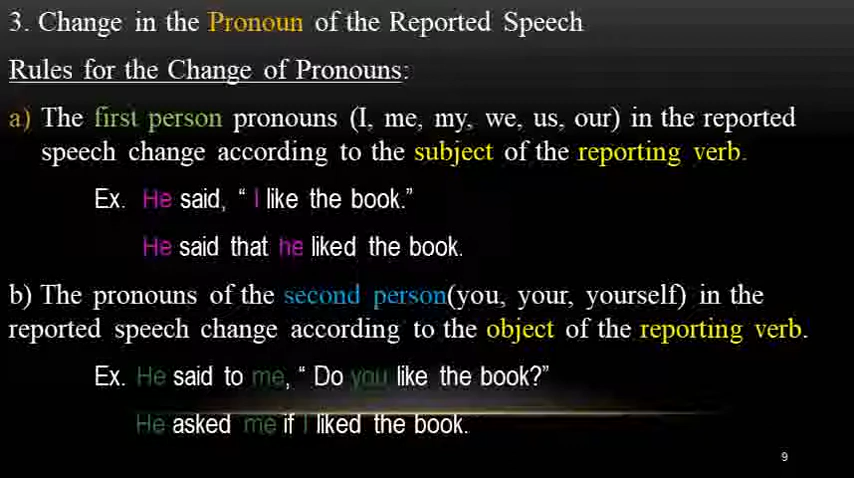 3. Change in the Pronoun of the Reported Speech
Rules for the Change of Pronouns:
a) The first person pronouns (I, me, my, we, us, our) in the reported
speech change according to the subject of the reporting verb.
Ex. He said, “ I like the book.”
He said that he liked the book.
b) The pronouns of the second person(you, your, yourself) in the
reported speech change according to the object of the reporting verb.
Ex. He said to me, “ Do you like the book?”
He asked me if I liked the book.
9